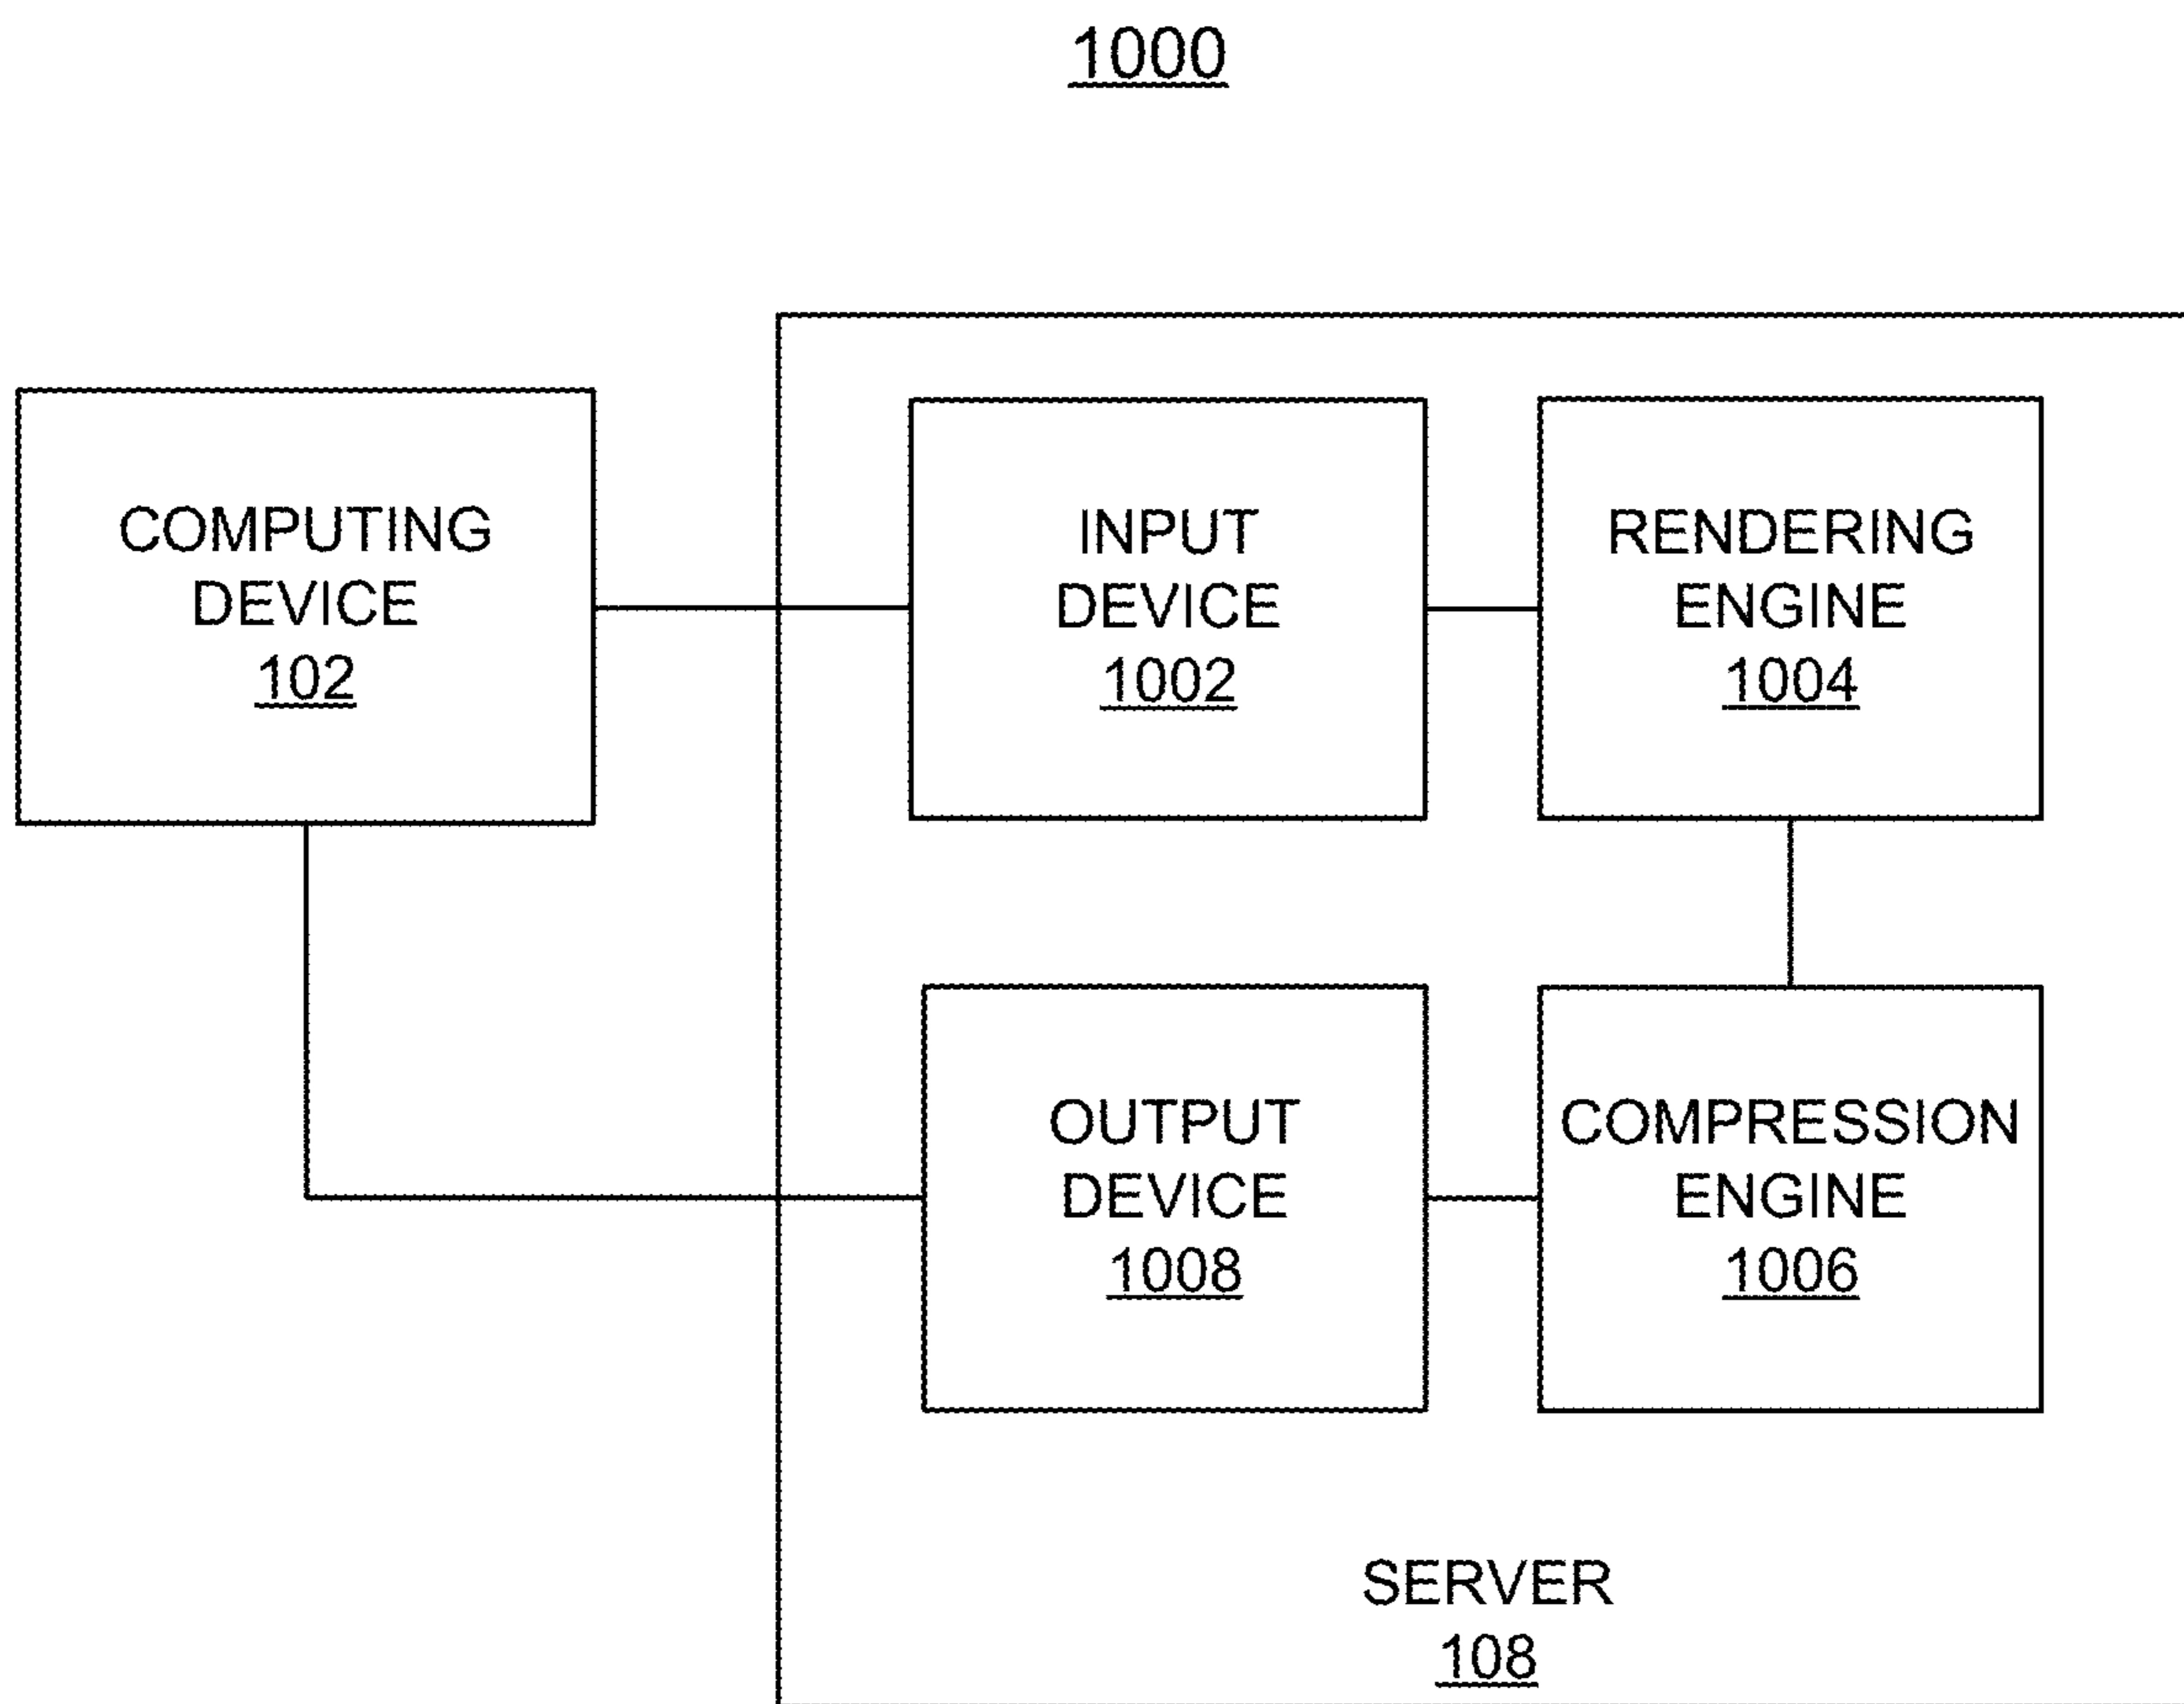 1000
COMPUTING
DEVICE
102
INPUT
DEVICE
1002
RENDERING
ENGINE
1004
OUTPUT
DEVICE
1008
COMPRESSION
ENGINE
1006
SERVER
108